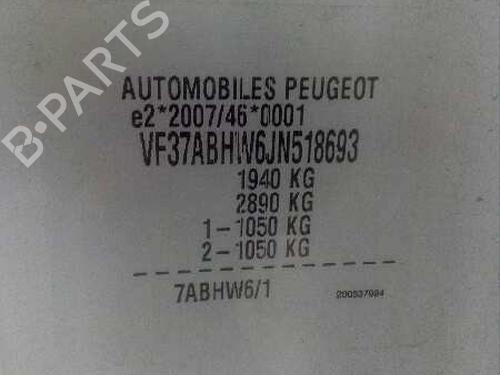 B-PARTS
AUTOMOBILES PEUGEOT
e2*2007/46*0001
VF37ABHW6JN518693
1940 KG
2890 KG
1-1050 KG
2-1050 KG
7ABHW6/1
200537994